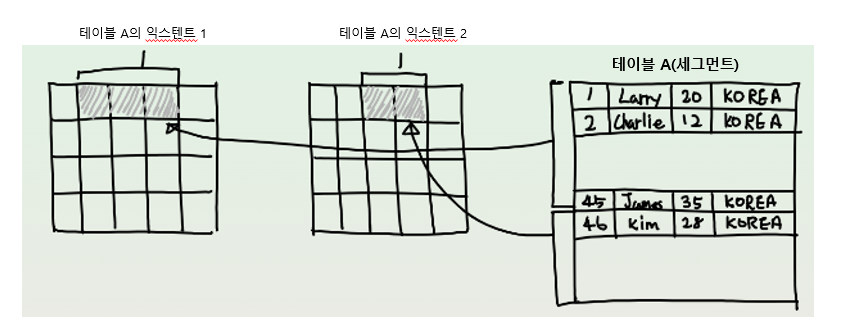 테이블 A의 익스텐트 1
테이블 A의 익스텐트 2
테이블 A(세그먼트)
1 Larry 20 KOREA
2 Charlie 12 KOREA
45 James 35 KOREA
46 Kim 28 KOREA